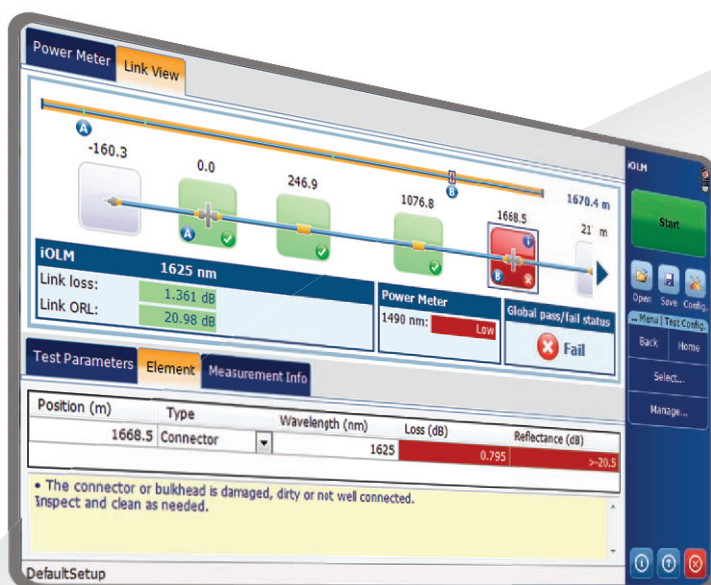 Power Meter
Link View
iOLM
-160.3
0.0
246.9
1076.8
1668.5
1670.4 m
A
B
A
B
Start
Open Save Config.
... Menu | Test Config.
Back Home
Select...
Manage...
iOLM 1625 nm
Link loss: 1.361 dB
Link ORL: 20.98 dB
Power Meter
1490 nm: Low
Global pass/fail status
Fail
Test Parameters Element Measurement Info
Position (m) Type Wavelength (nm) Loss (dB) Reflectance (dB)
1668.5 Connector 1625 0.795 >-20.5
• The connector or bulkhead is damaged, dirty or not well connected.
Inspect and clean as needed.
DefaultSetup